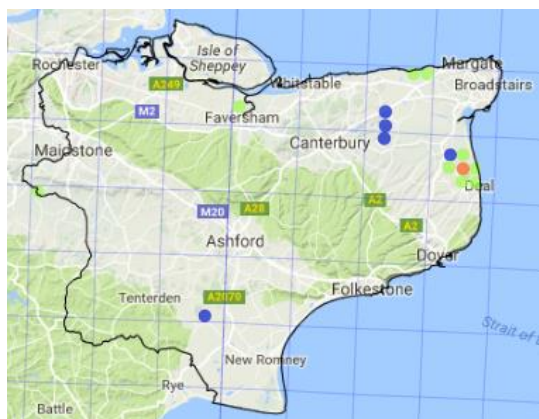 Isle of
Sheppey
Margate
Rochester
A249
Whitstable
Broadstairs
M2
Faversham
Canterbury
Maidstone
Deal
M20
A28
A2
A2
Ashford
Dover
Folkestone
Tenterden
A2070
Strait of
New Romney
Rye
Battle